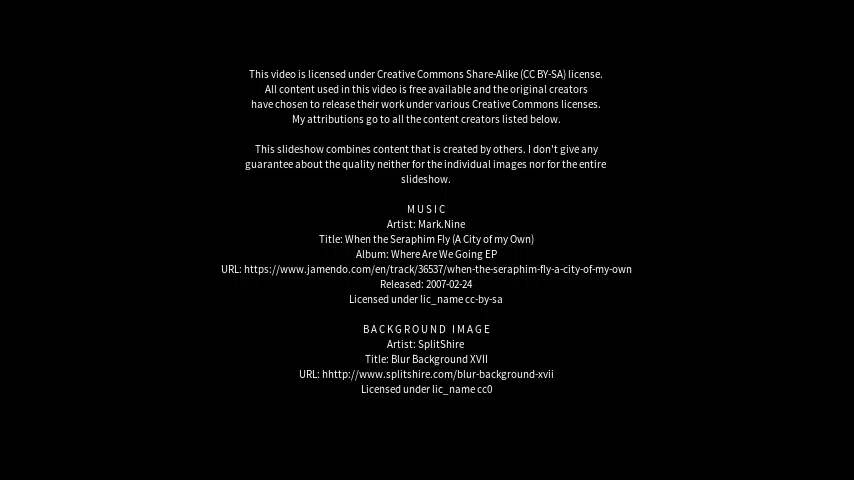 This video is licensed under Creative Commons Share-Alike (CC BY-SA) license.
All content used in this video is free available and the original creators
have chosen to release their work under various Creative Commons licenses.
My attributions go to all the content creators listed below.
This slideshow combines content that is created by others. I don't give any
guarantee about the quality neither for the individual images nor for the entire
slideshow.
MUSIC
Artist: Mark.Nine
Title: When the Seraphim Fly (A City of my Own)
Album: Where Are We Going EP
URL: https://www.jamendo.com/en/track/36537/when-the-seraphim-fly-a-city-of-my-own
Released: 2007-02-24
Licensed under lic_name cc-by-sa
BACKGROUND IMAGE
Artist: SplitShire
Title: Blur Background XVII
URL: hhttp://www.splitshire.com/blur-background-xvii
Licensed under lic_name cc0